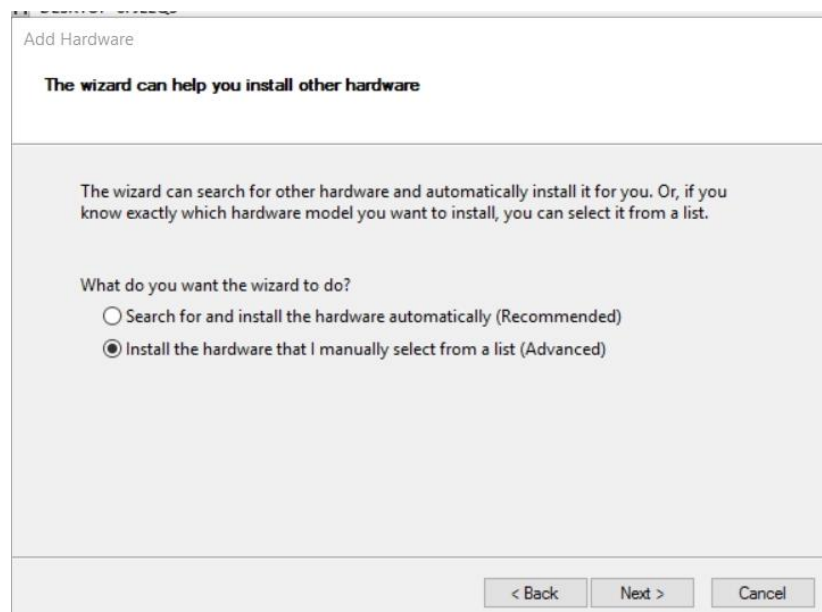 Add Hardware
The wizard can help you install other hardware
The wizard can search for other hardware and automatically install it for you. Or, if you
know exactly which hardware model you want to install, you can select it from a list.
What do you want the wizard to do?
Search for and install the hardware automatically (Recommended)
Install the hardware that I manually select from a list (Advanced)
< Back Next > Cancel